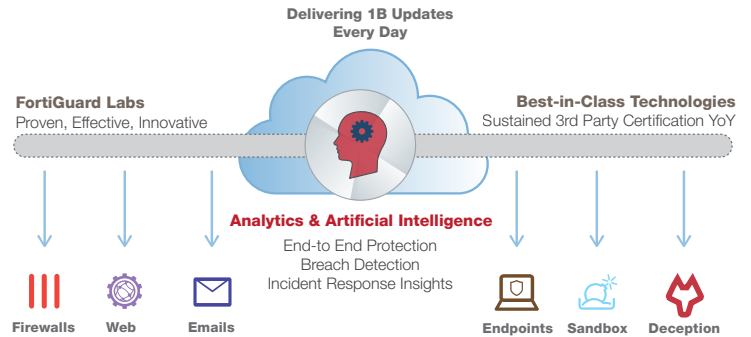 Delivering 1B Updates
Every Day
FortiGuard Labs
Proven, Effective, Innovative
Best-in-Class Technologies
Sustained 3rd Party Certification YoY
Analytics & Artificial Intelligence
End-to End Protection
Breach Detection
Incident Response Insights
Firewalls
Web
Emails
Endpoints
Sandbox
Deception